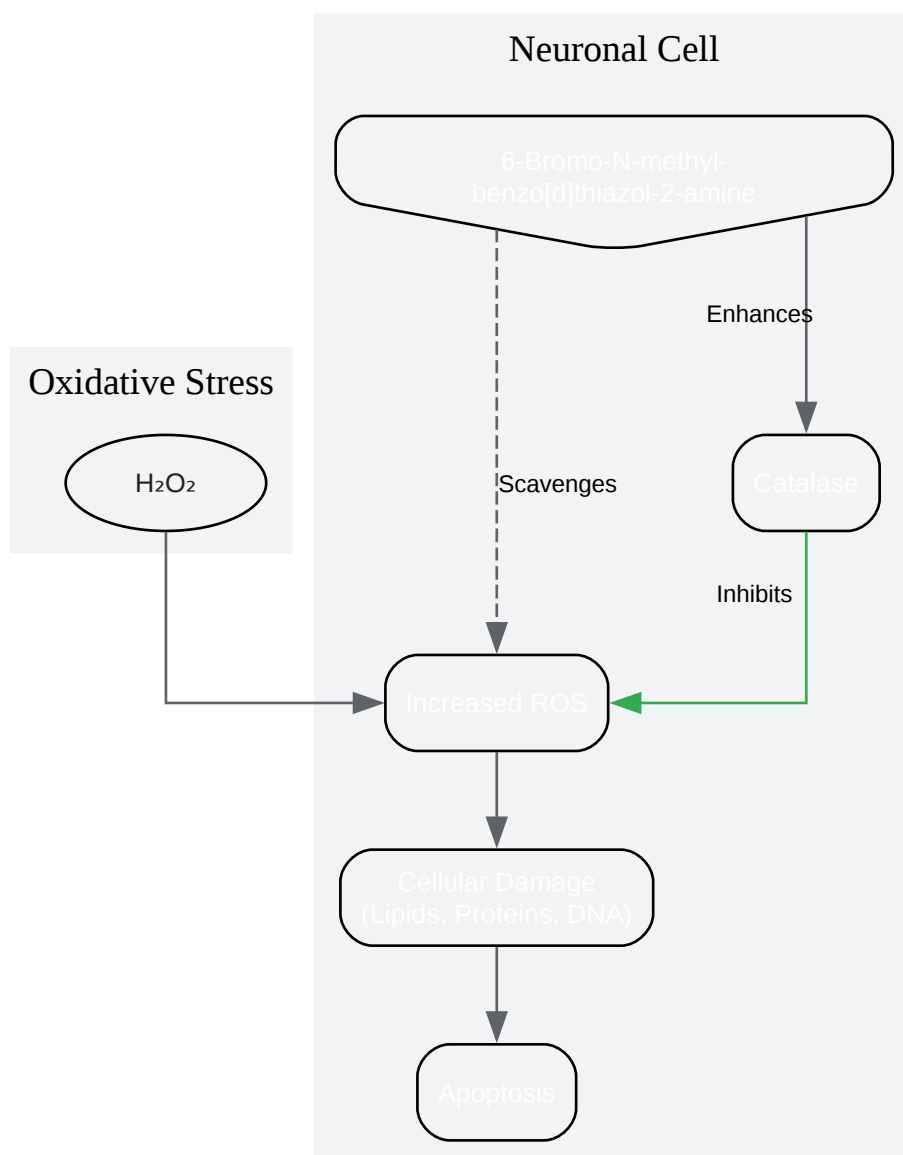 Neuronal Cell
6-Bromo-N-methyl-
benzo[d]thiazol-2-amine
Enhances
Oxidative Stress
H₂O₂
Scavenges
Catalase
Inhibits
Increased ROS
Cellular Damage
(Lipids, Proteins, DNA)
Apoptosis